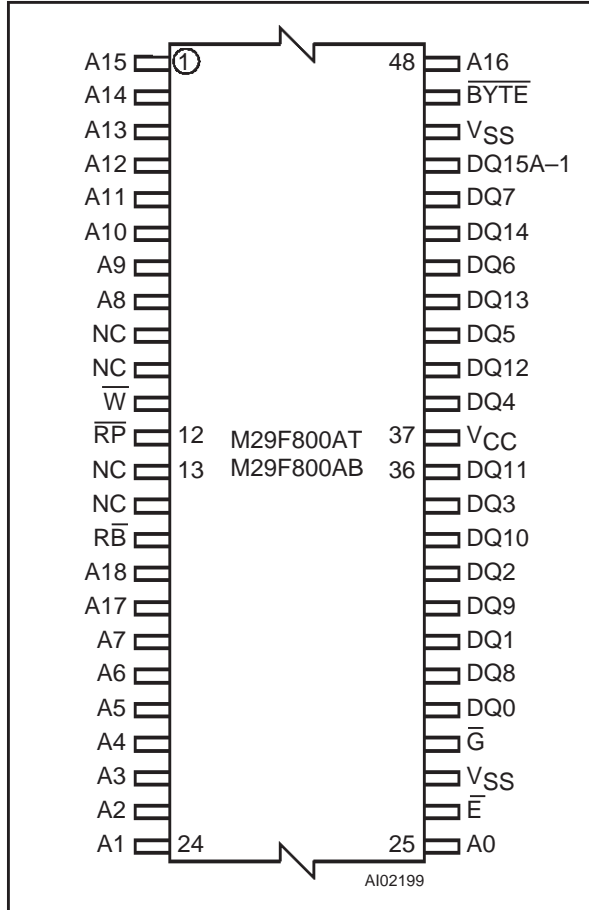 A15 1 48 A16
A14 B̅Y̅T̅E̅
A13 VSS
A12 DQ15A–1
A11 DQ7
A10 DQ14
A9 DQ6
A8 DQ13
NC DQ5
NC DQ12
W̅ DQ4
R̅P̅ 12 M29F800AT 37 VCC
NC 13 M29F800AB 36 DQ11
NC DQ3
RB̅ DQ10
A18 DQ2
A17 DQ9
A7 DQ1
A6 DQ8
A5 DQ0
A4 G̅
A3 VSS
A2 E̅
A1 24 25 A0
AI02199